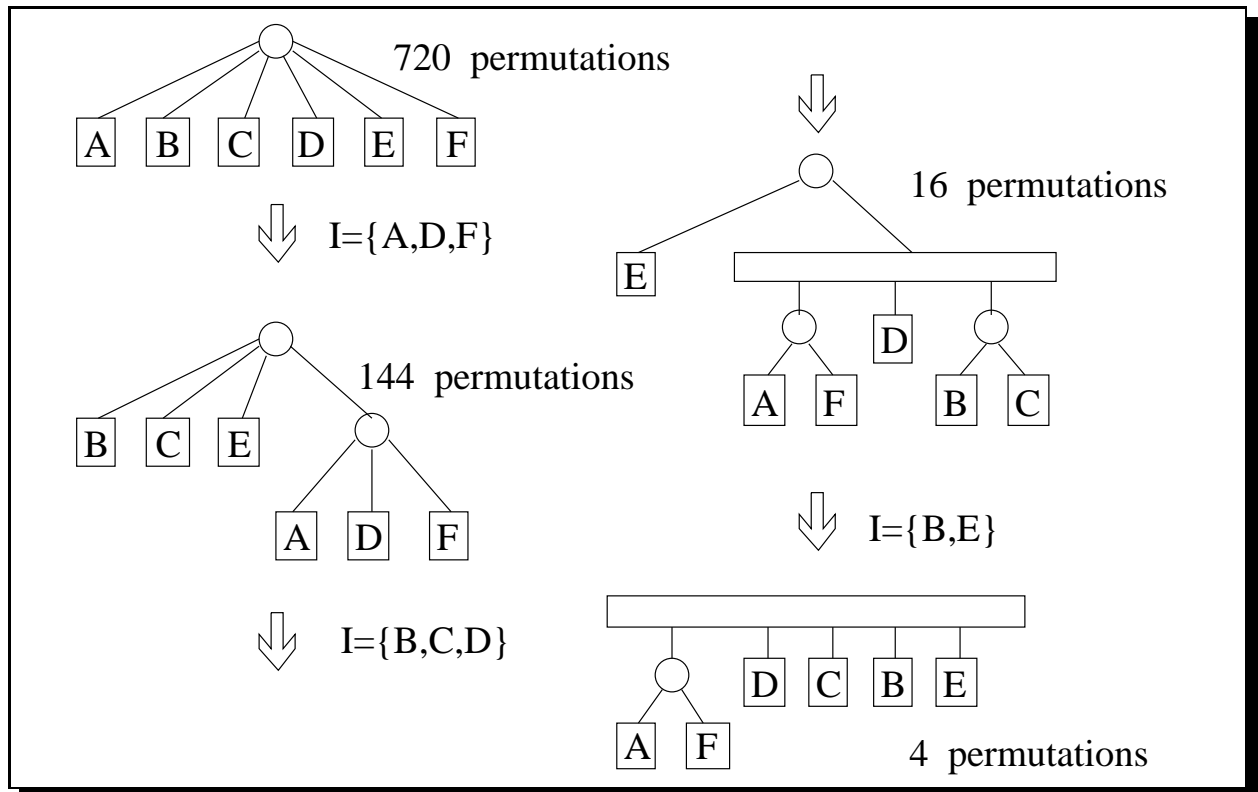 720 permutations
A B C D E F
I={A,D,F}
144 permutations
B C E
A D F
I={B,C,D}
16 permutations
E
D
A F B C
I={B,E}
D C B E
A F
4 permutations